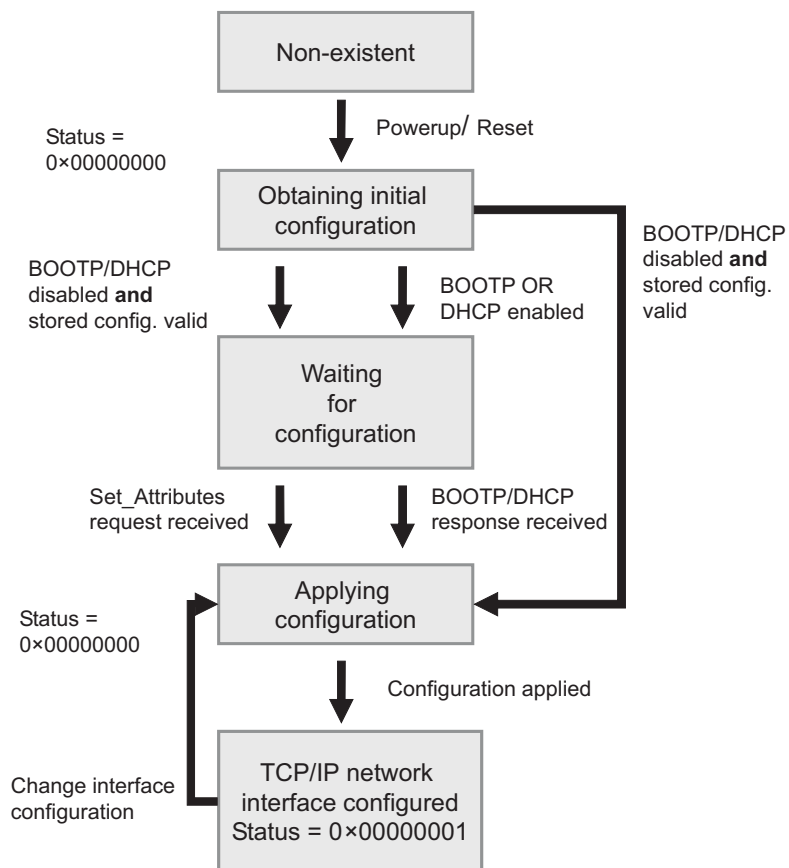 Non-existent
Powerup/ Reset
Status =
0×00000000
Obtaining initial
configuration
BOOTP/DHCP
disabled and
stored config. valid
BOOTP OR
DHCP enabled
BOOTP/DHCP
disabled and
stored config.
valid
Waiting
for
configuration
Set_Attributes
request received
BOOTP/DHCP
response received
Applying
configuration
Status =
0×00000000
Configuration applied
TCP/IP network
interface configured
Status = 0×00000001
Change interface
configuration